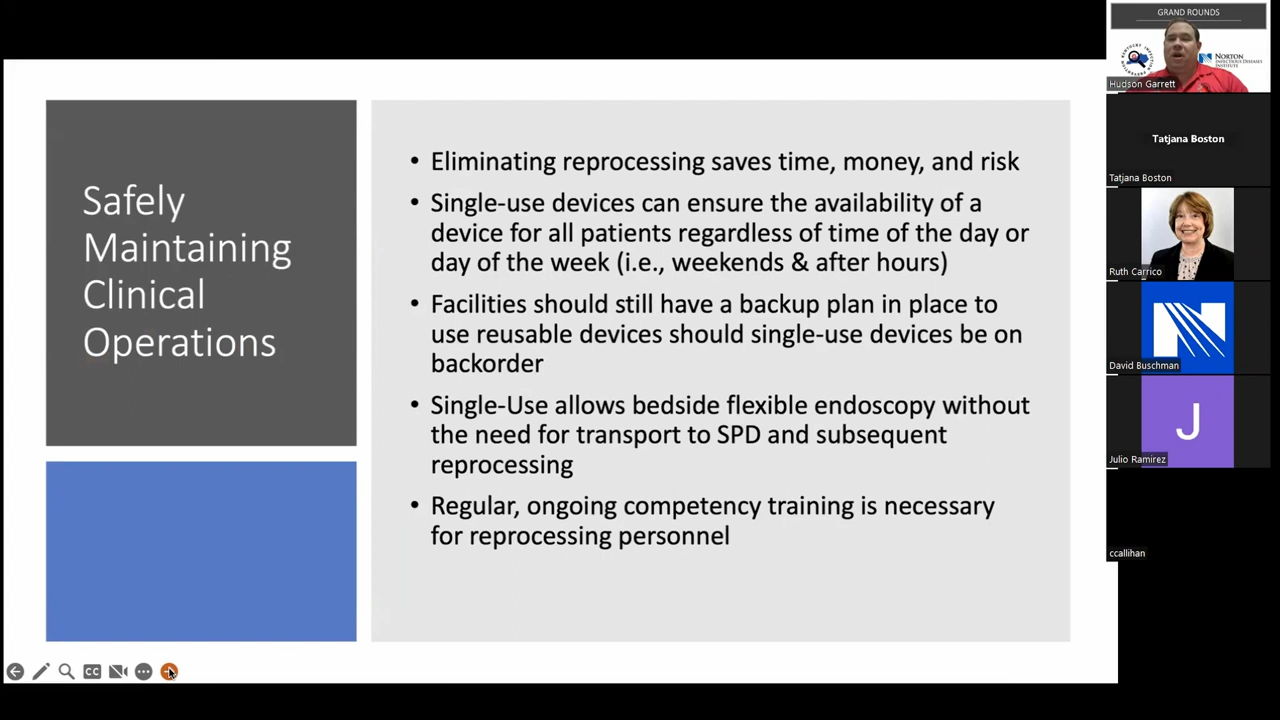 Safely
Maintaining
Clinical
Operations
• Eliminating reprocessing saves time, money, and risk
• Single-use devices can ensure the availability of a
device for all patients regardless of time of the day or
day of the week (i.e., weekends & after hours)
• Facilities should still have a backup plan in place to
use reusable devices should single-use devices be on
backorder
• Single-Use allows bedside flexible endoscopy without
the need for transport to SPD and subsequent
reprocessing
• Regular, ongoing competency training is necessary
for reprocessing personnel
CC
GRAND ROUNDS
NORTON
INFECTIOUS DISEASES
INSTITUTE
Hudson Garrett
Tatjana Boston
Tatjana Boston
Ruth Carrico
David Buschman
J
Julio Ramirez
ccallihan